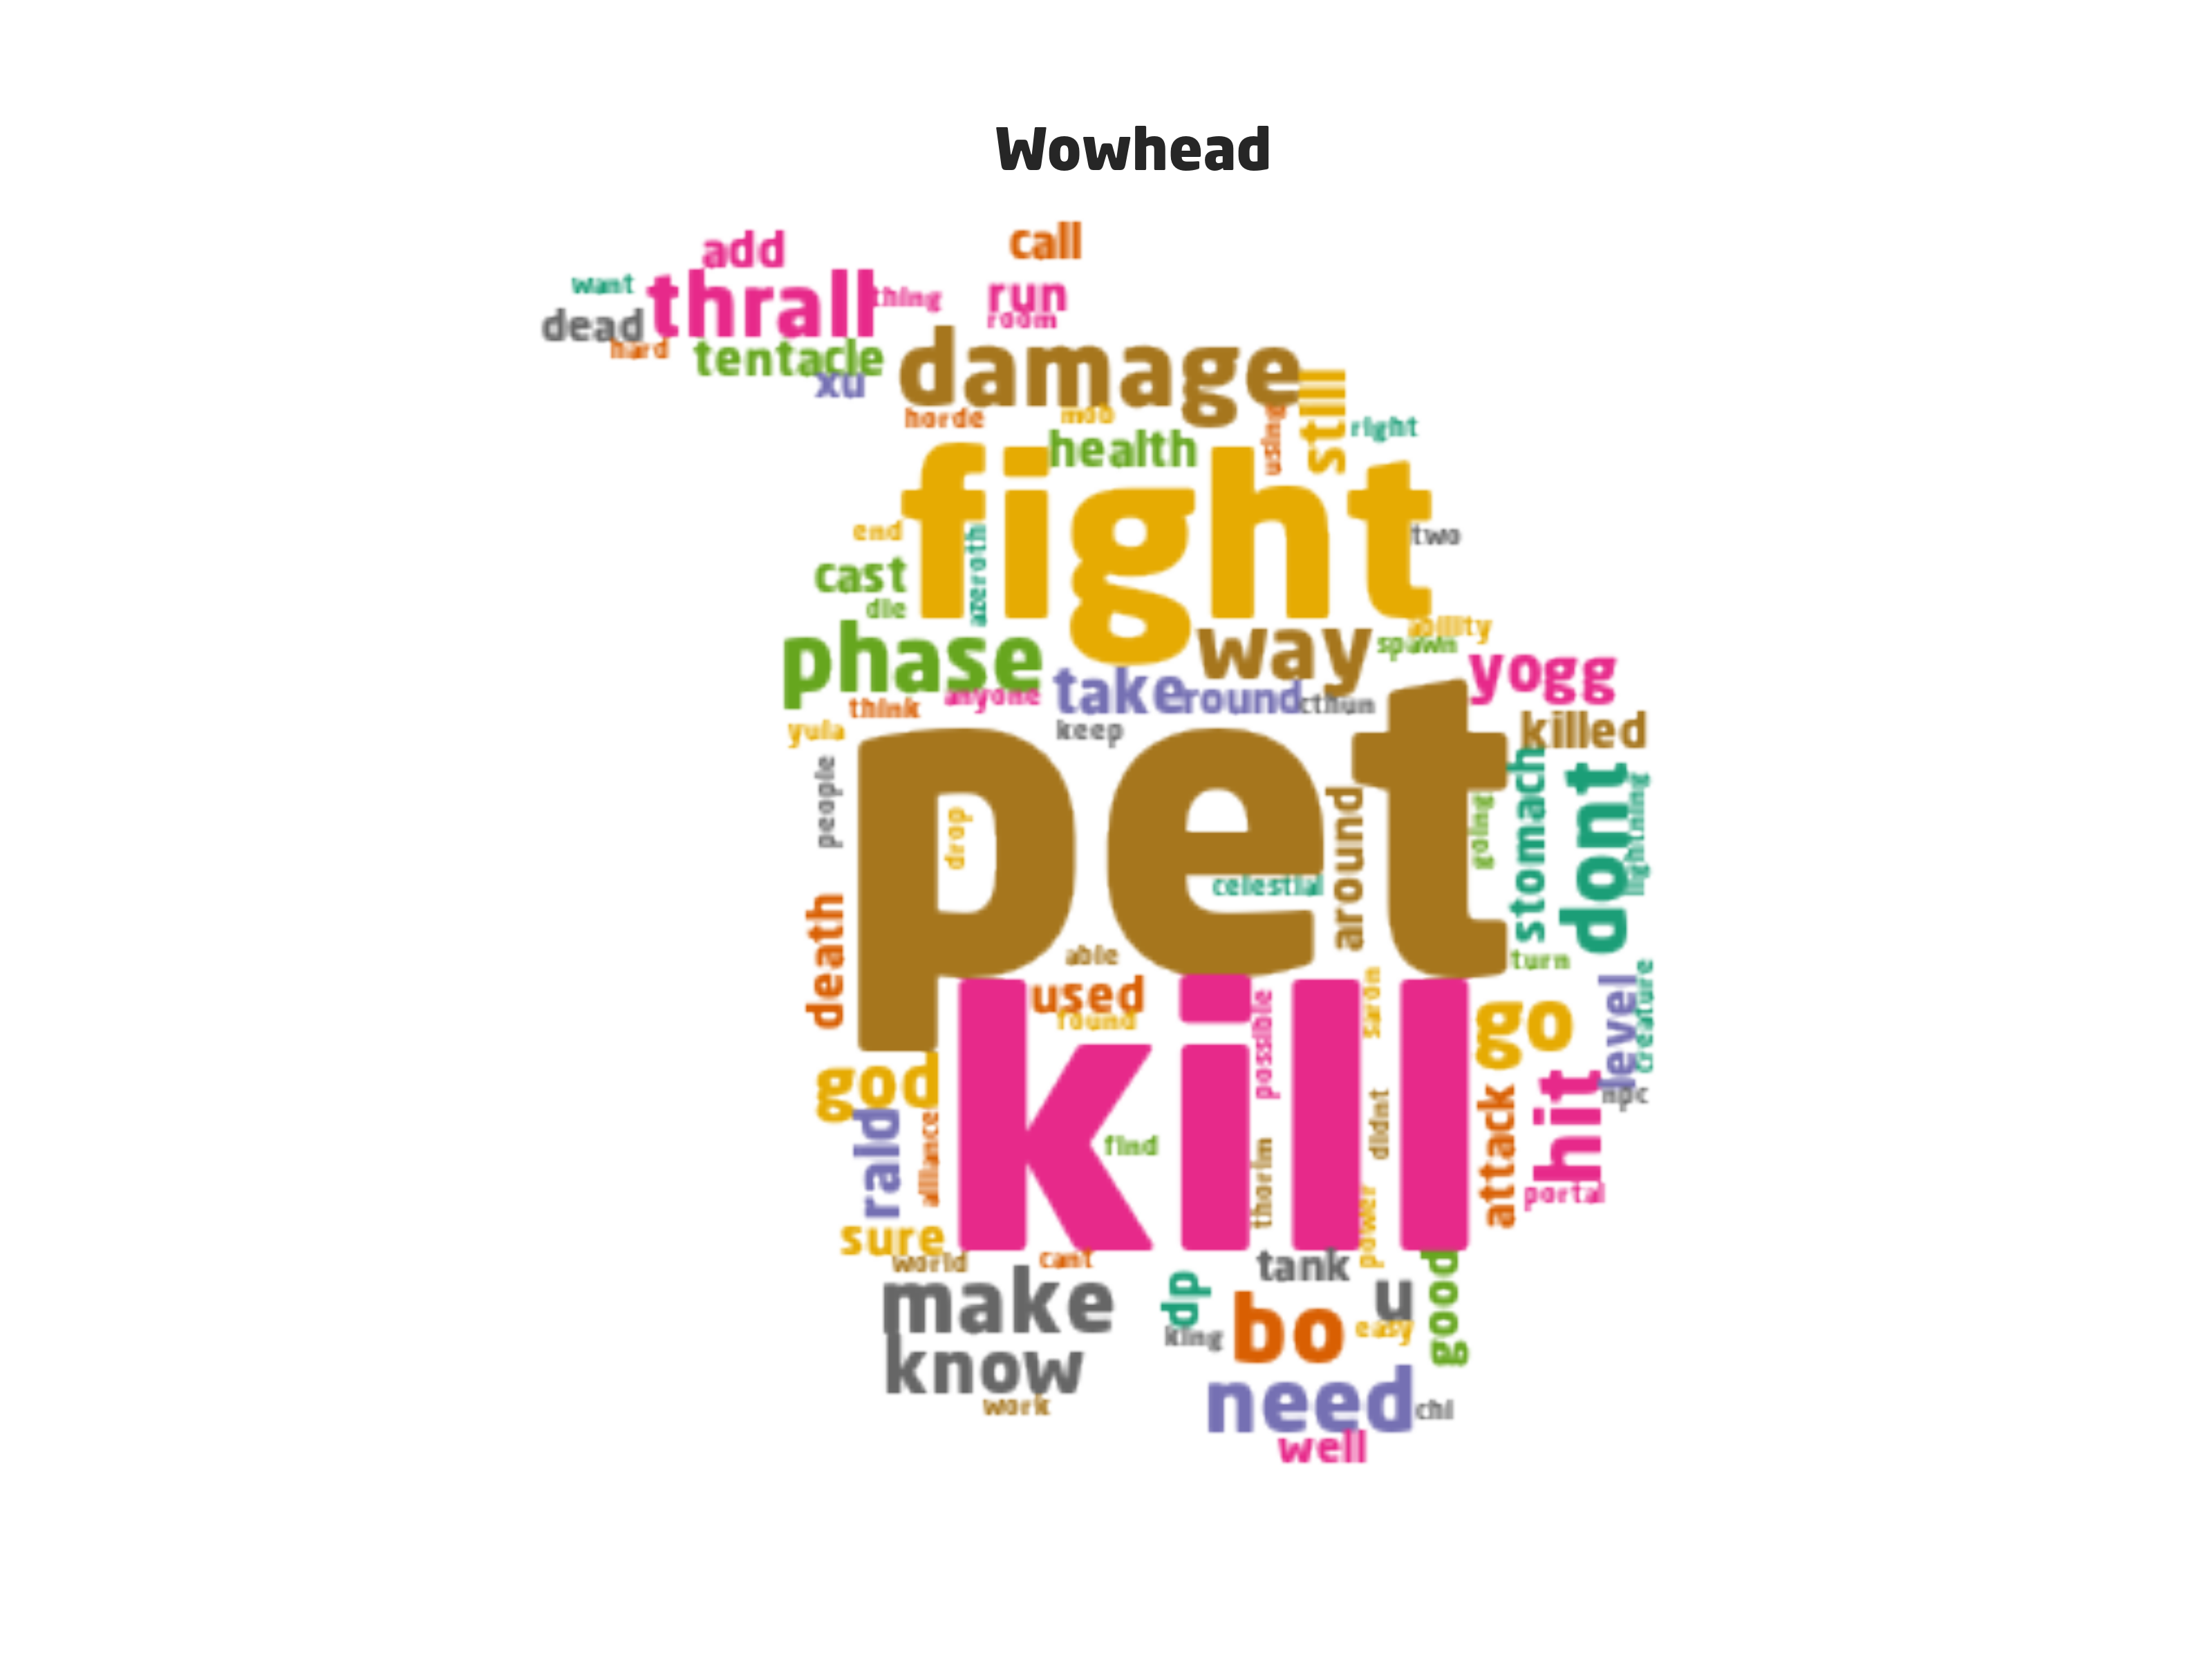 Wowhead
call
add
want
thrall
thing
run
room
dead
hard
tentacle
xu
damage
horde
mob
using
still
right
health
fight
end
azeroth
two
cast
die
phase
way
ability
spawn
yogg
anyone
take
round
cthun
think
yula
keep
killed
pet
people
drop
around
going
stomach
dont
lightning
celestial
death
able
turn
kill
used
found
possible
saron
go
level
creature
god
hit
npc
rald
alliance
find
thorim
didnt
attack
portal
power
sure
world
cant
tank
make
dp
king
bo
u
easy
good
know
work
need
chi
well